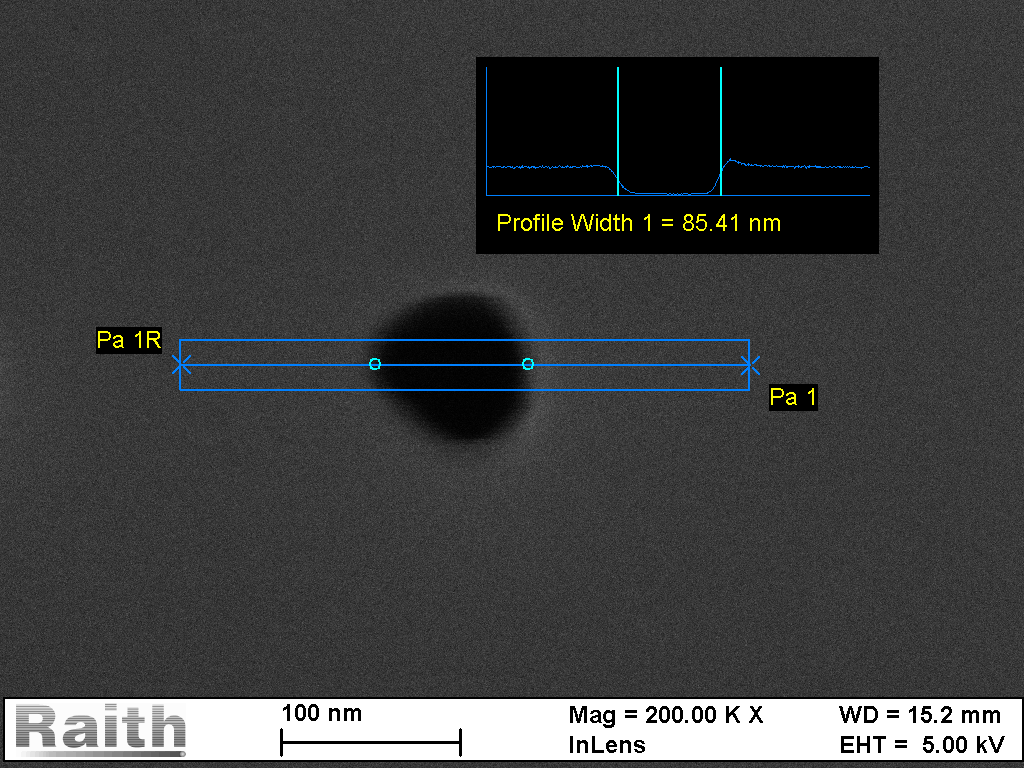 Profile Width 1 = 85.41 nm
Pa 1R
Pa 1
Raith
100 nm
Mag = 200.00 K X
InLens
WD = 15.2 mm
EHT = 5.00 kV